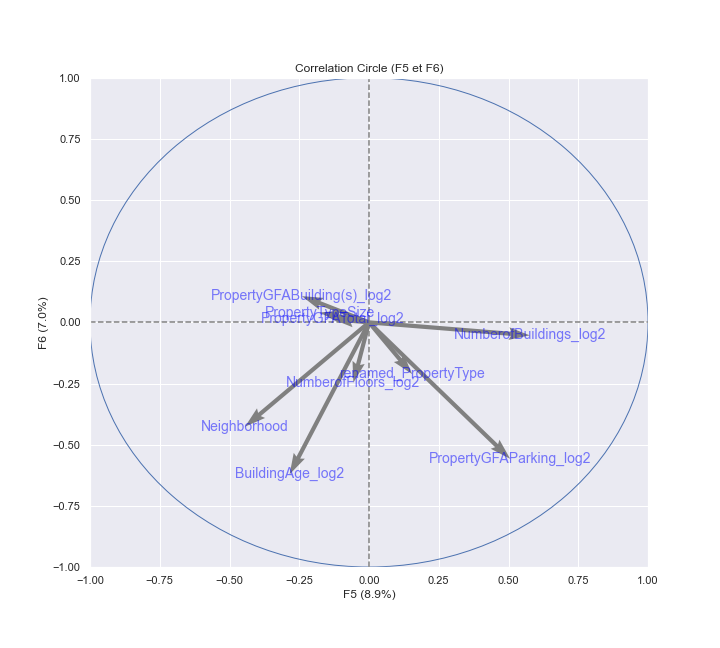 Correlation Circle (F5 et F6)
1.00
0.75
0.50
0.25
0.00
−0.25
−0.50
−0.75
−1.00
F6 (7.0%)
PropertyGFABuilding(s)_log2
PropertyTypeSize
PropertyGFATotal_log2
NumberofBuildings_log2
renamed_PropertyType
NumberofFloors_log2
Neighborhood
PropertyGFAParking_log2
BuildingAge_log2
−1.00 −0.75 −0.50 −0.25 0.00 0.25 0.50 0.75 1.00
F5 (8.9%)